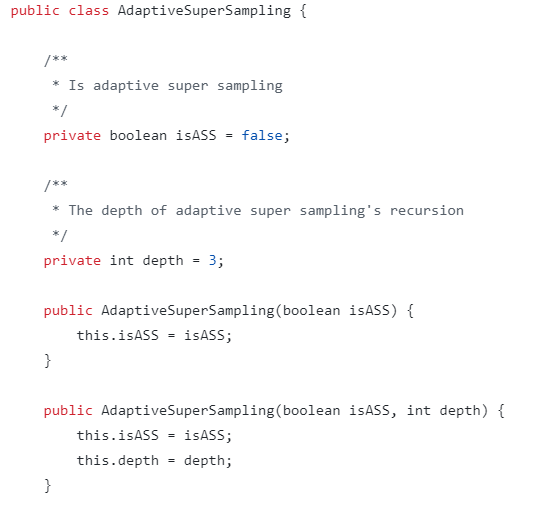 public class AdaptiveSuperSampling {
/**
* Is adaptive super sampling
*/
private boolean isASS = false;
/**
* The depth of adaptive super sampling's recursion
*/
private int depth = 3;
public AdaptiveSuperSampling(boolean isASS) {
this.isASS = isASS;
}
public AdaptiveSuperSampling(boolean isASS, int depth) {
this.isASS = isASS;
this.depth = depth;
}